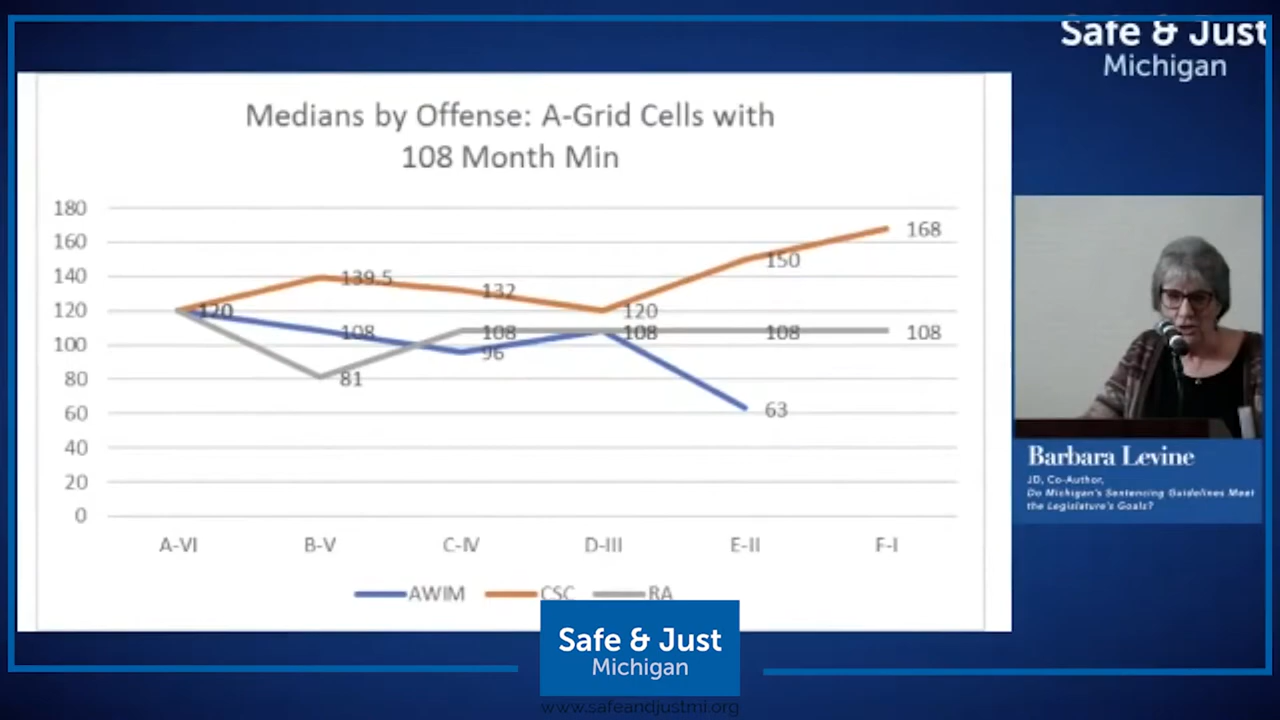 Safe & Just
Michigan
Medians by Offense: A-Grid Cells with
108 Month Min
180
160
140
120
100
80
60
40
20
0
120
139.5
132
120
150
168
108
96
108
63
81
108
108
108
108
A-VI
B-V
C-IV
D-III
E-II
F-I
AWIM
CSC
RA
Barbara Levine
JD, Co-Author,
Do Michigan's Sentencing Guidelines Meet
the Legislature's Goals?
Safe & Just
Michigan
www.safeandjustmi.org